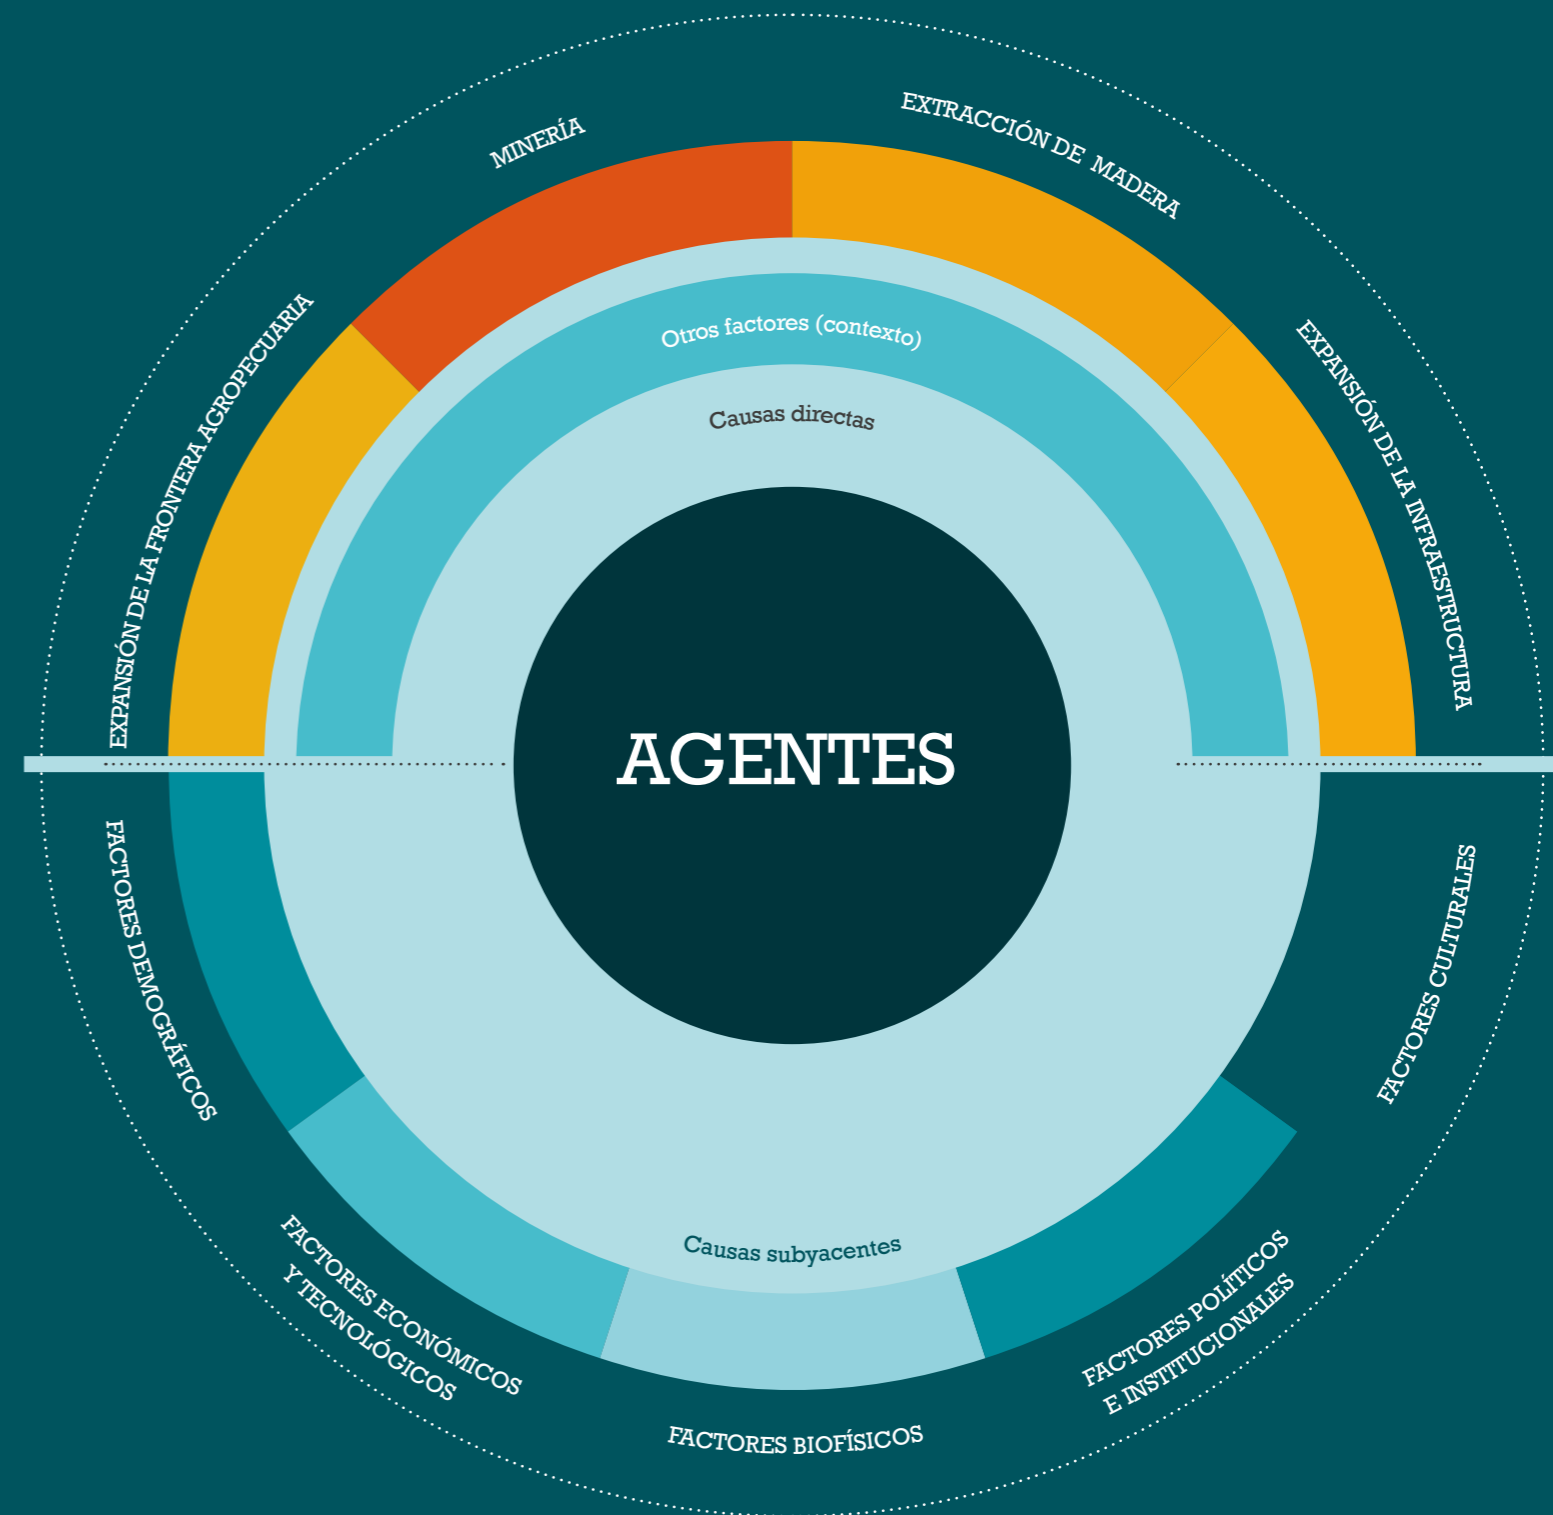 MINERÍA
EXTRACCIÓN DE MADERA
EXPANSIÓN DE LA FRONTERA AGROPECUARIA
EXPANSIÓN DE LA INFRAESTRUCTURA
Otros factores (contexto)
Causas directas
AGENTES
FACTORES DEMOGRÁFICOS
FACTORES CULTURALES
Causas subyacentes
FACTORES ECONÓMICOS
Y TECNOLÓGICOS
FACTORES BIOFÍSICOS
FACTORES POLÍTICOS
E INSTITUCIONALES